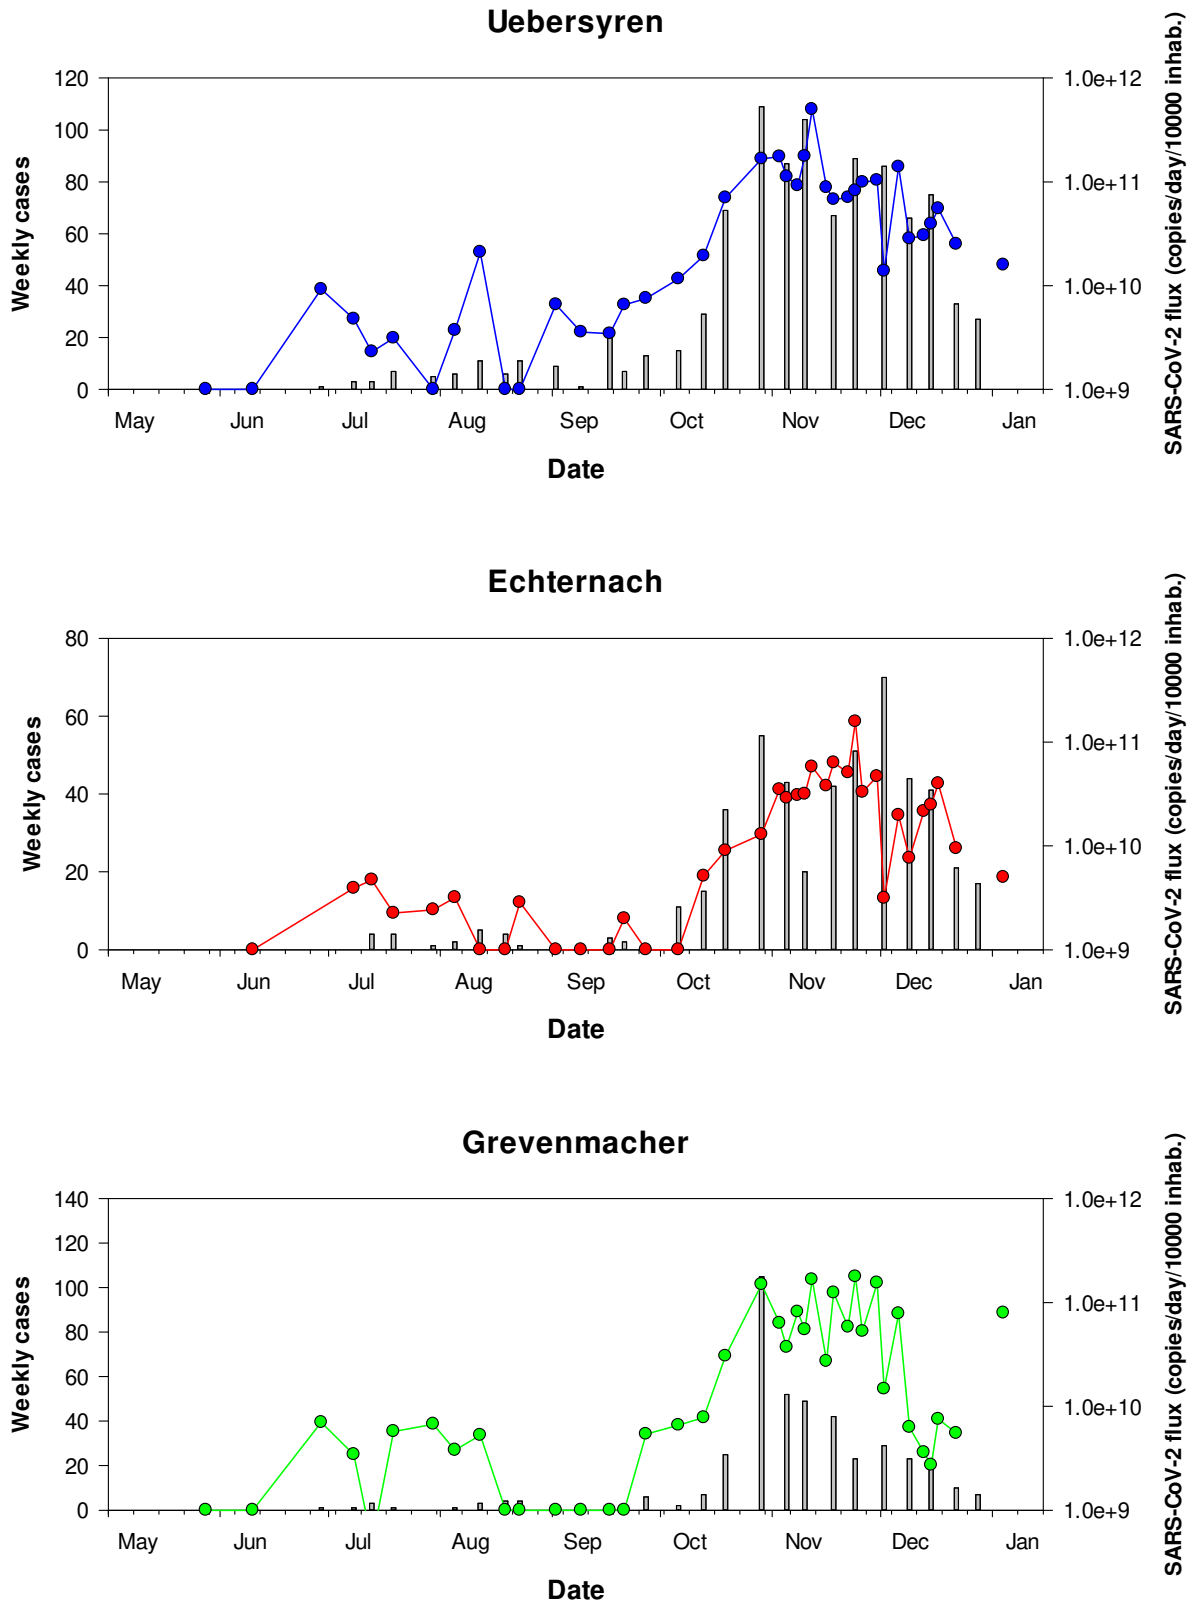 Uebersyren
120
100
80
60
40
20
0
Weekly cases
1.0e+12
1.0e+11
1.0e+10
1.0e+9
SARS-CoV-2 flux (copies/day/10000 inhab.)
May Jun Jul Aug Sep Oct Nov Dec Jan
Date
Echternach
80
60
40
20
0
Weekly cases
1.0e+12
1.0e+11
1.0e+10
1.0e+9
SARS-CoV-2 flux (copies/day/10000 inhab.)
May Jun Jul Aug Sep Oct Nov Dec Jan
Date
Grevenmacher
140
120
100
80
60
40
20
0
Weekly cases
1.0e+12
1.0e+11
1.0e+10
1.0e+9
SARS-CoV-2 flux (copies/day/10000 inhab.)
May Jun Jul Aug Sep Oct Nov Dec Jan
Date